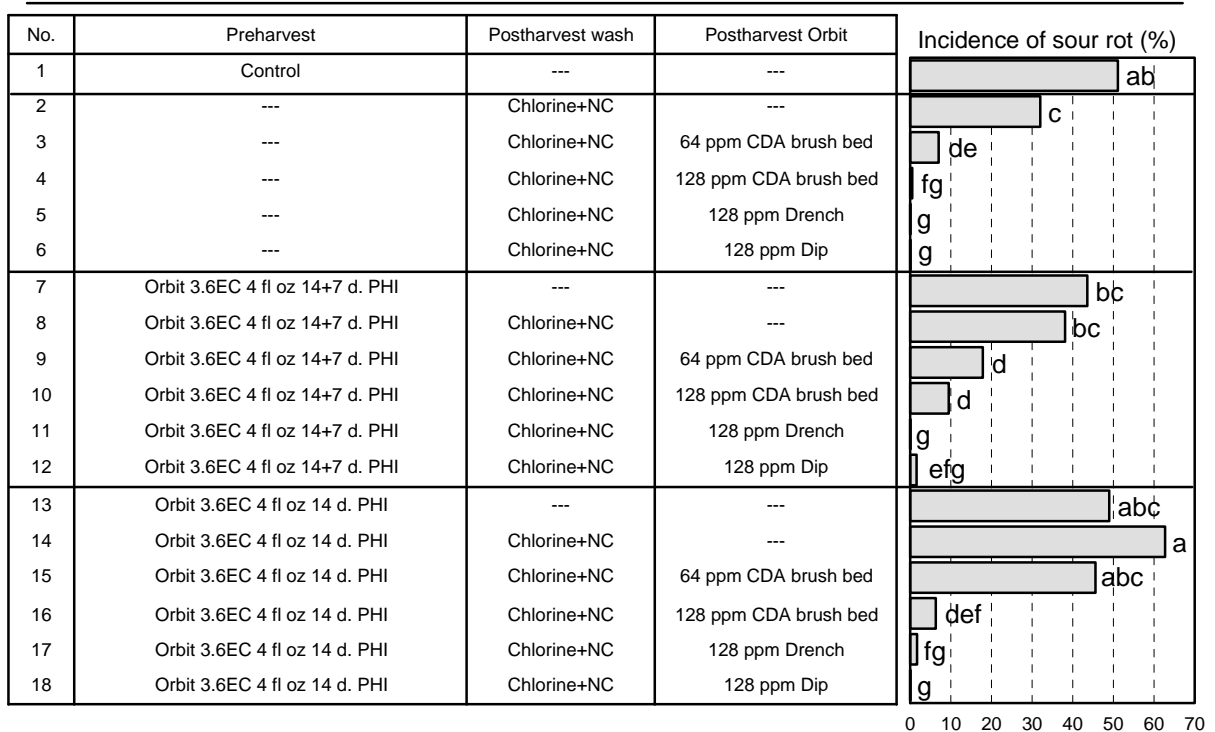 No. Preharvest Postharvest wash Postharvest Orbit Incidence of sour rot (%)
1 Control --- --- ab
2 --- Chlorine+NC --- c
3 --- Chlorine+NC 64 ppm CDA brush bed de
4 --- Chlorine+NC 128 ppm CDA brush bed fg
5 --- Chlorine+NC 128 ppm Drench g
6 --- Chlorine+NC 128 ppm Dip g
7 Orbit 3.6EC 4 fl oz 14+7 d. PHI --- --- bc
8 Orbit 3.6EC 4 fl oz 14+7 d. PHI Chlorine+NC --- bc
9 Orbit 3.6EC 4 fl oz 14+7 d. PHI Chlorine+NC 64 ppm CDA brush bed d
10 Orbit 3.6EC 4 fl oz 14+7 d. PHI Chlorine+NC 128 ppm CDA brush bed d
11 Orbit 3.6EC 4 fl oz 14+7 d. PHI Chlorine+NC 128 ppm Drench g
12 Orbit 3.6EC 4 fl oz 14+7 d. PHI Chlorine+NC 128 ppm Dip efg
13 Orbit 3.6EC 4 fl oz 14 d. PHI --- --- abc
14 Orbit 3.6EC 4 fl oz 14 d. PHI Chlorine+NC --- a
15 Orbit 3.6EC 4 fl oz 14 d. PHI Chlorine+NC 64 ppm CDA brush bed abc
16 Orbit 3.6EC 4 fl oz 14 d. PHI Chlorine+NC 128 ppm CDA brush bed def
17 Orbit 3.6EC 4 fl oz 14 d. PHI Chlorine+NC 128 ppm Drench fg
18 Orbit 3.6EC 4 fl oz 14 d. PHI Chlorine+NC 128 ppm Dip g
0 10 20 30 40 50 60 70